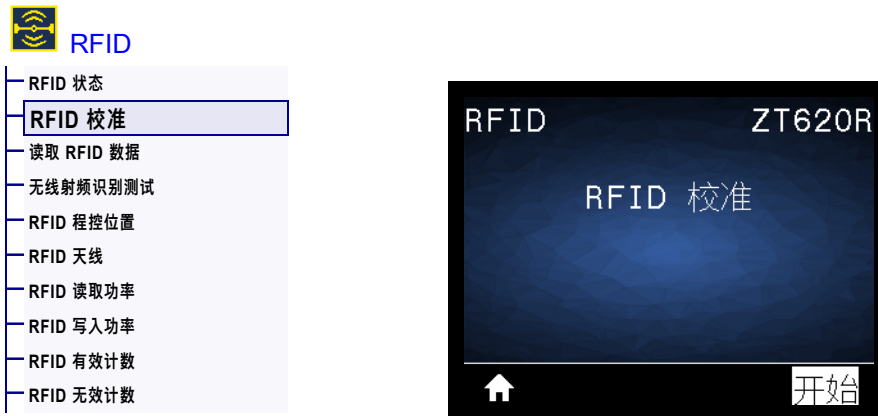 RFID
RFID 状态
RFID 校准
读取 RFID 数据
无线射频识别测试
RFID 程控位置
RFID 天线
RFID 读取功率
RFID 写入功率
RFID 有效计数
RFID 无效计数
RFID ZT620R
RFID 校准
开始